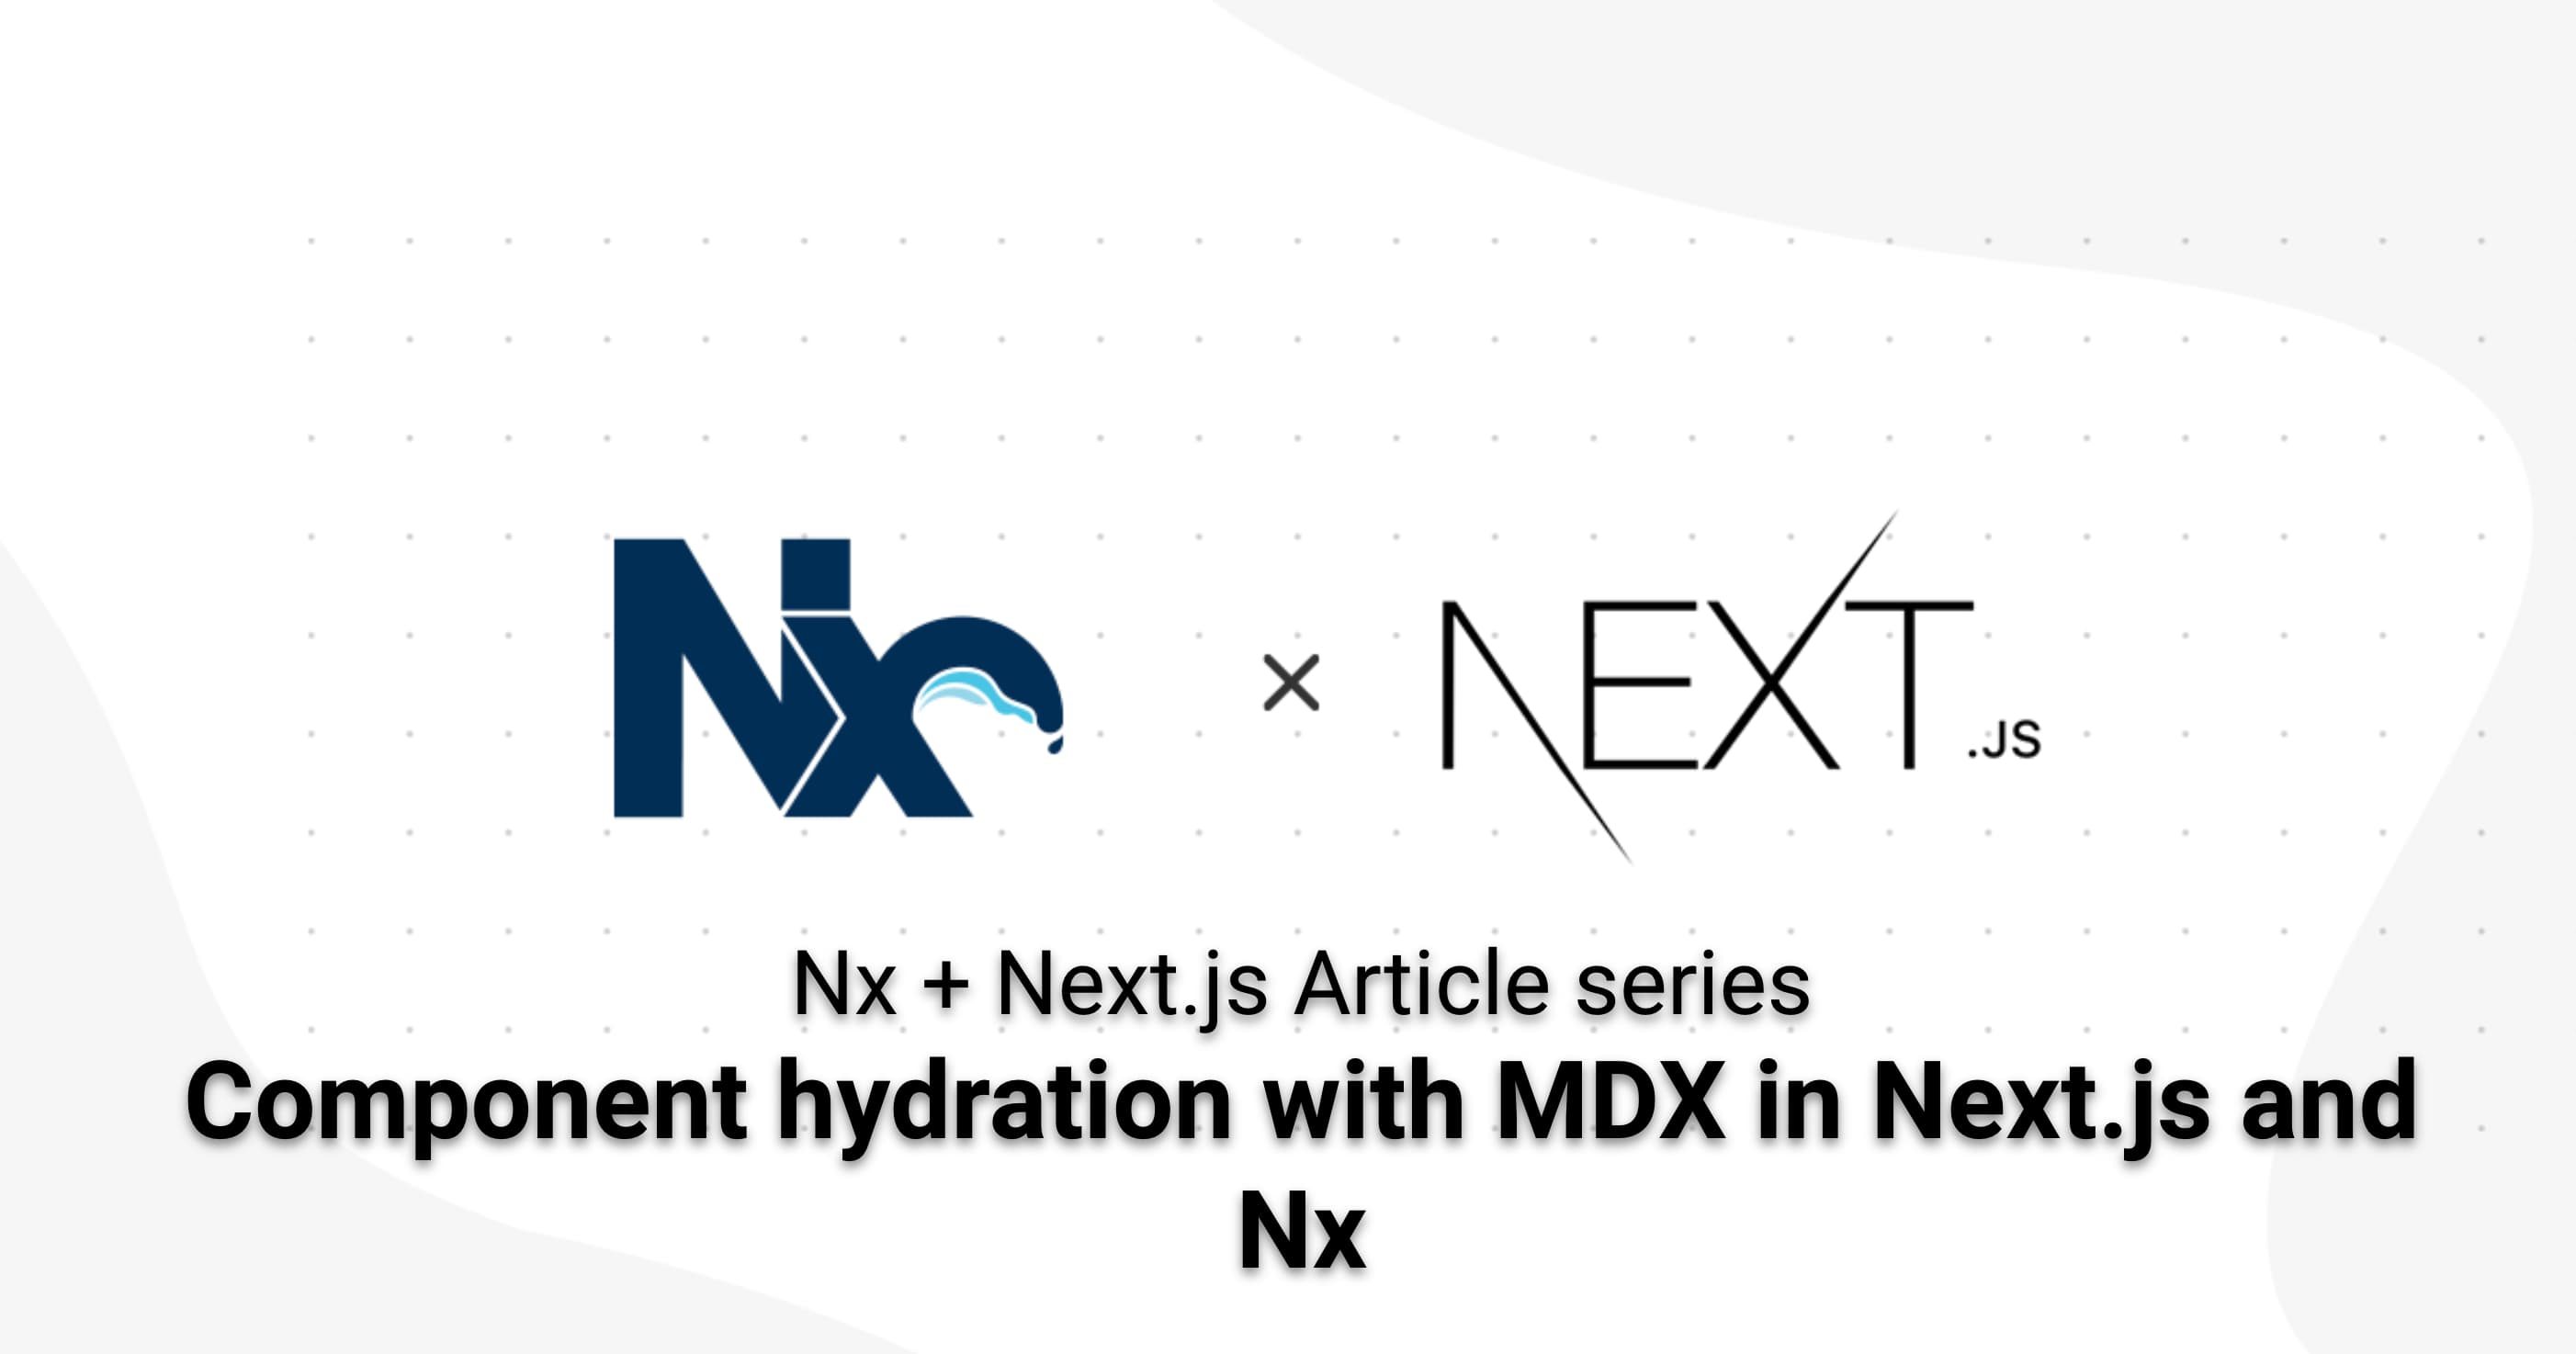 Nx × NEXT.JS
Nx + Next.js Article series
Component hydration with MDX in Next.js and
Nx